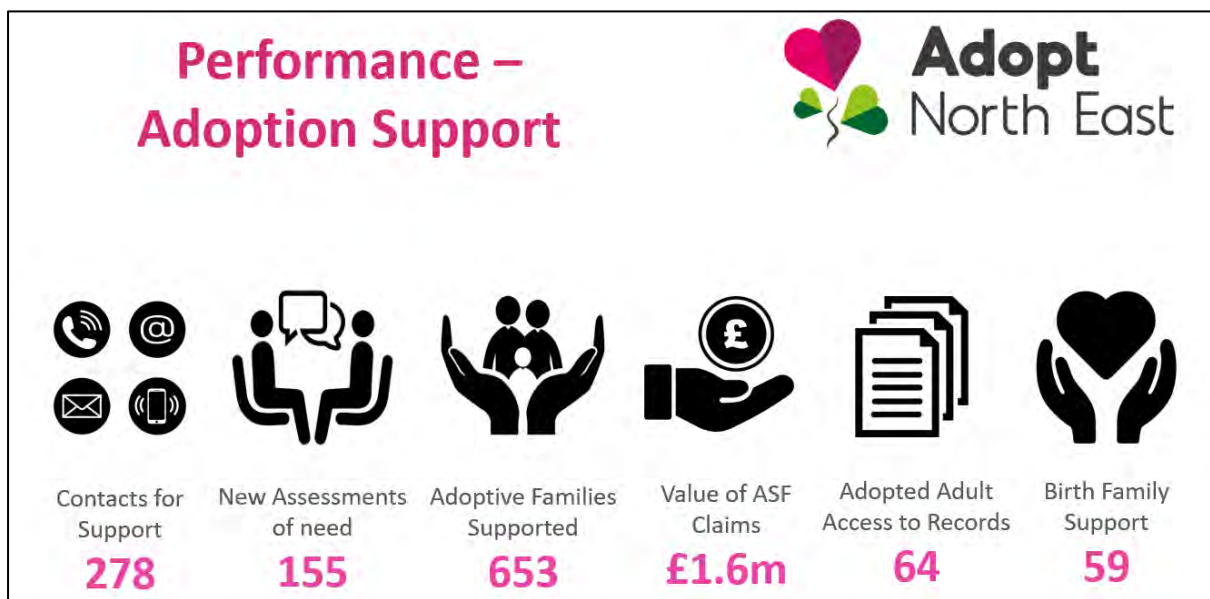 Performance –
Adoption Support
Adopt
North East
@
£
Contacts for
Support
278
New Assessments
of need
155
Adoptive Families
Supported
653
Value of ASF
Claims
£1.6m
Adopted Adult
Access to Records
64
Birth Family
Support
59